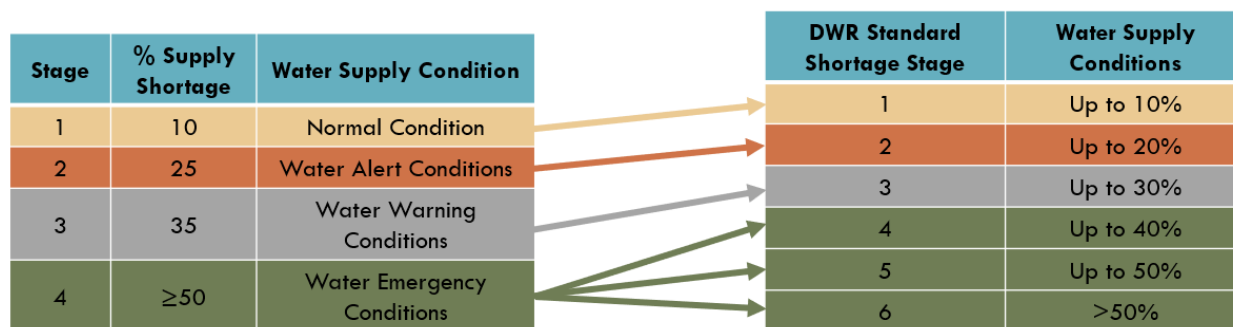 Stage % Supply Shortage Water Supply Condition
1 10 Normal Condition
2 25 Water Alert Conditions
3 35 Water Warning Conditions
4 ≥50 Water Emergency Conditions
DWR Standard Shortage Stage Water Supply Conditions
1 Up to 10%
2 Up to 20%
3 Up to 30%
4 Up to 40%
5 Up to 50%
6 >50%